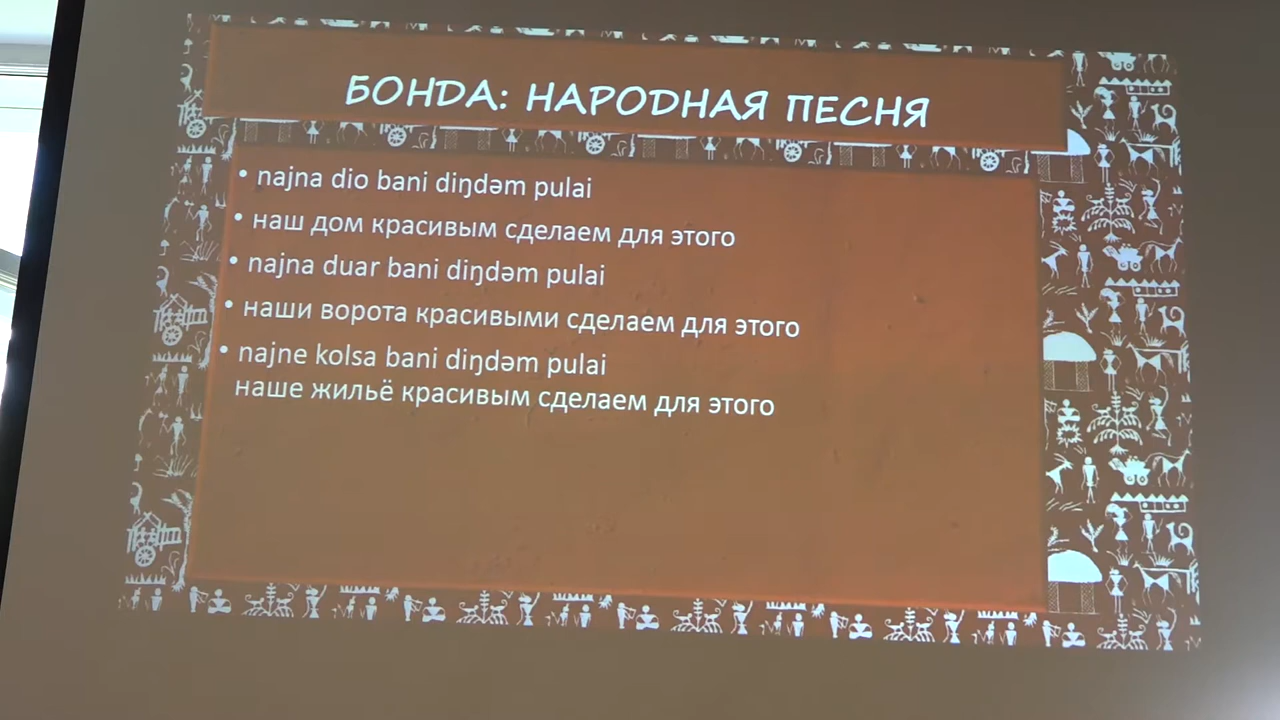 БОНДА: НАРОДНАЯ ПЕСНЯ
• najna dio bani diŋdəm pulai
• наш дом красивым сделаем для этого
• najna duar bani diŋdəm pulai
• наши ворота красивыми сделаем для этого
• najne kolsa bani diŋdəm pulai
наше жильё красивым сделаем для этого